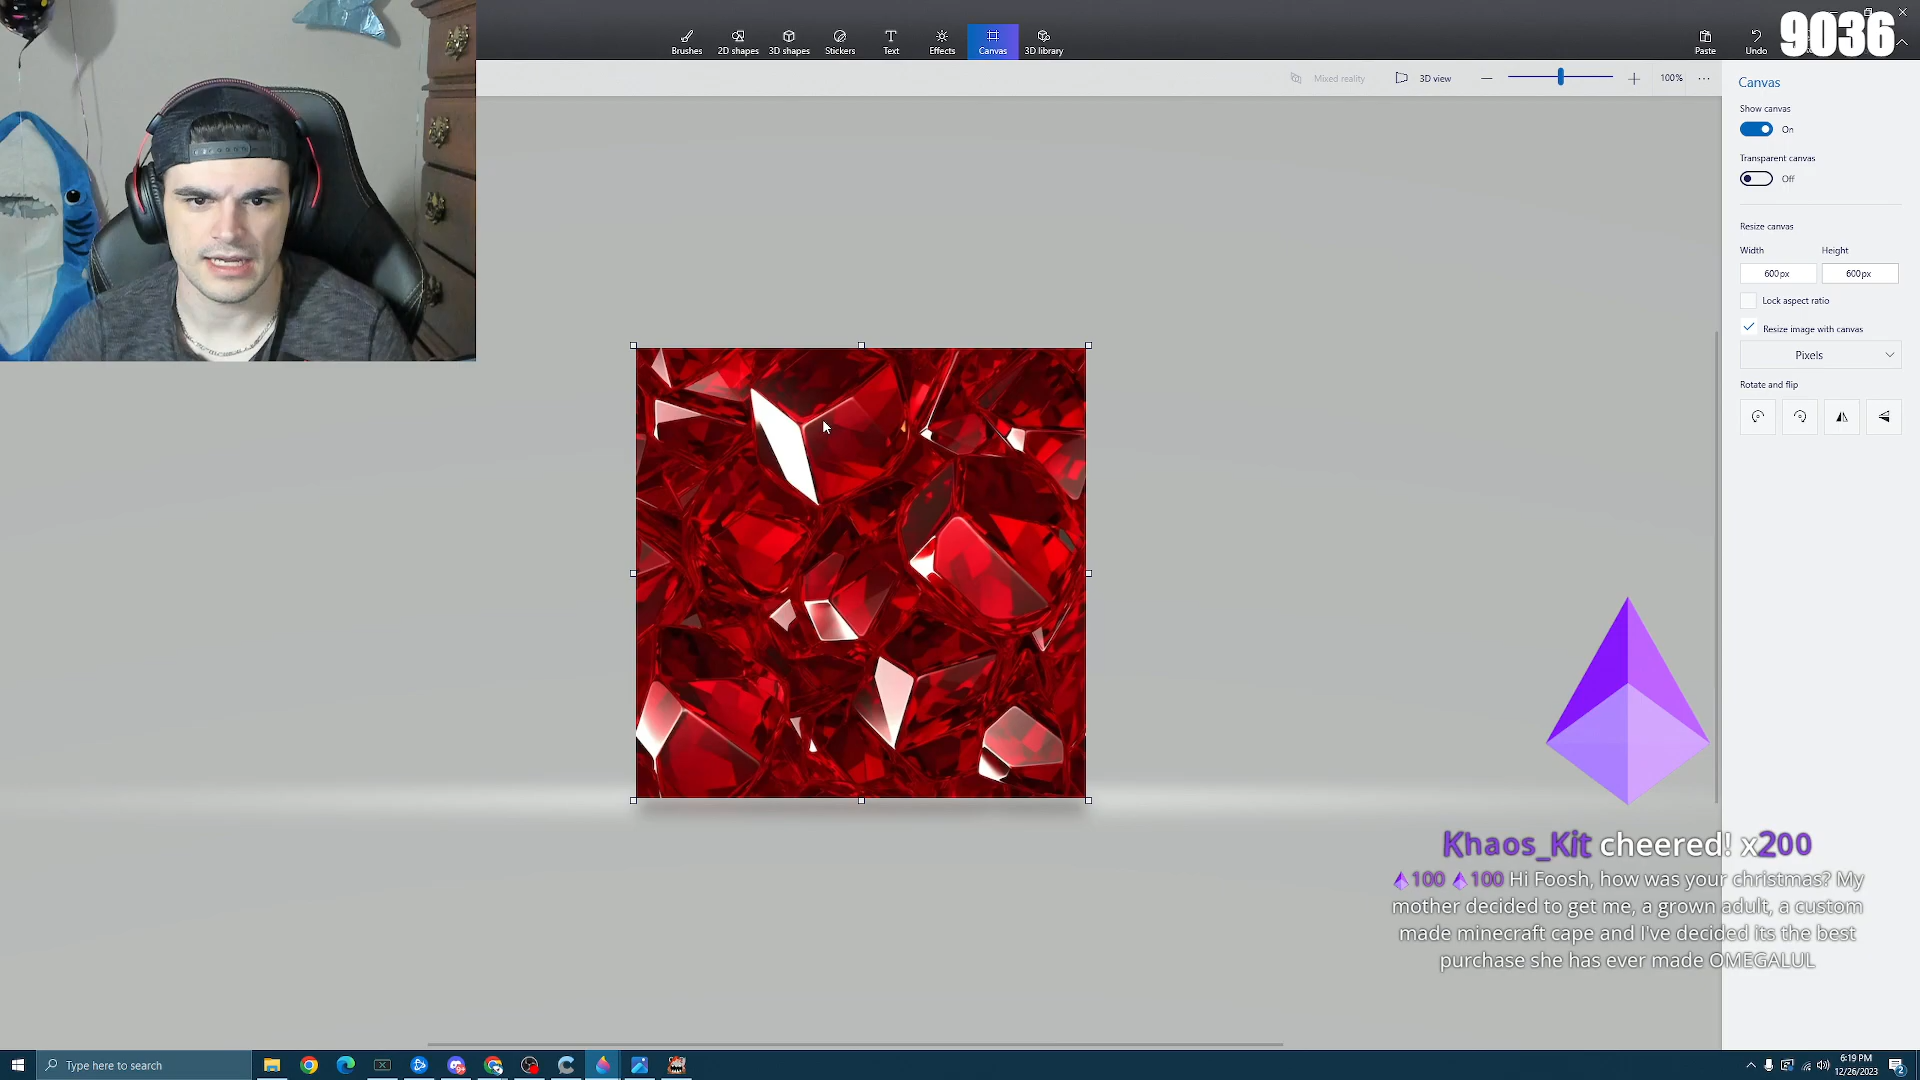 Brushes
2D shapes
3D shapes
Stickers
Text
Effects
Canvas
3D library
Paste
Undo
9036
Mixed reality
3D view
100%
Canvas
Show canvas
On
Transparent canvas
Off
Resize canvas
Width
Height
600px
600px
Lock aspect ratio
Resize image with canvas
Pixels
Rotate and flip
Khaos_Kit cheered! x200
100 100 Hi Foosh, how was your christmas? My
mother decided to get me, a grown adult, a custom
made minecraft cape and I've decided its the best
purchase she has ever made OMEGALUL
Type here to search
6:19 PM
12/26/2023